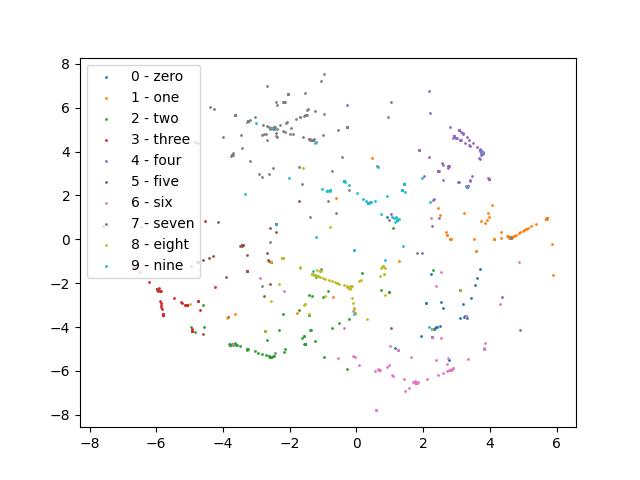 8
6
4
2
0
−2
−4
−6
−8
0 - zero
1 - one
2 - two
3 - three
4 - four
5 - five
6 - six
7 - seven
8 - eight
9 - nine
−8 −6 −4 −2 0 2 4 6